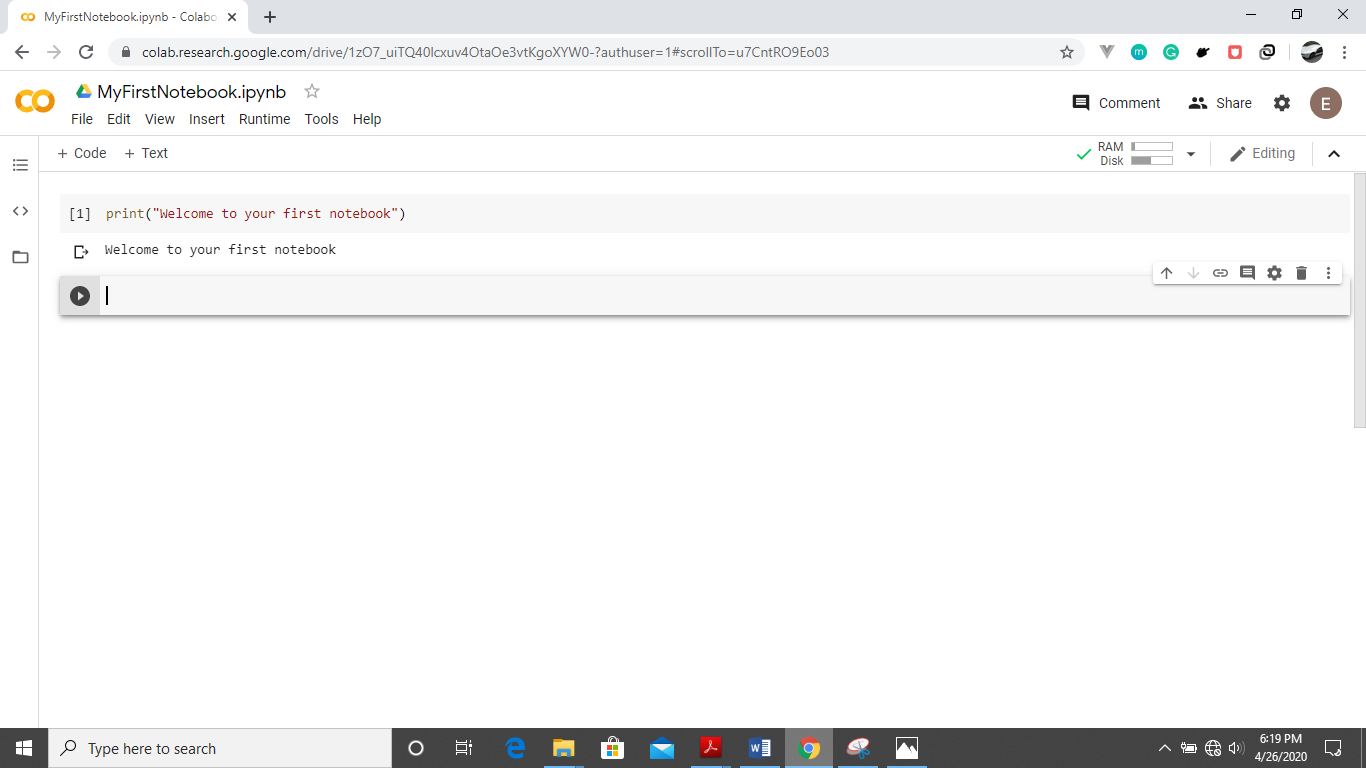 MyFirstNotebook.ipynb - Colabo
colab.research.google.com/drive/1zO7_uiTQ40lcxuv4OtaOe3vtKgoXYW0-?authuser=1#scrollTo=u7CntRO9Eo03
MyFirstNotebook.ipynb
Comment Share E
File Edit View Insert Runtime Tools Help
+ Code + Text
RAM
Disk
Editing
[1] print("Welcome to your first notebook")
Welcome to your first notebook
Type here to search
6:19 PM
4/26/2020